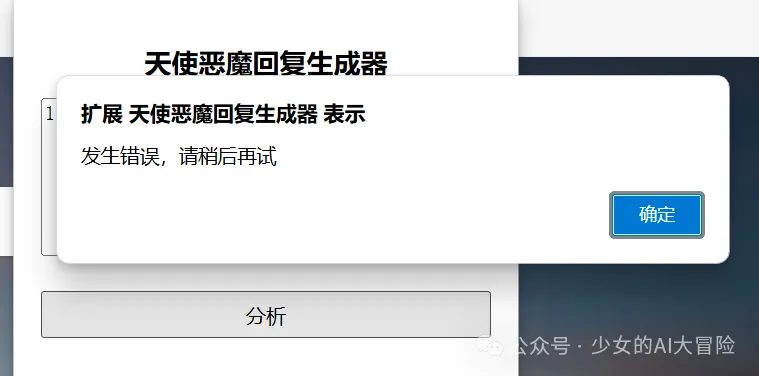 天使恶魔回复生成器
1
扩展 天使恶魔回复生成器 表示
发生错误，请稍后再试
确定
分析
公众号 · 少女的AI大冒险